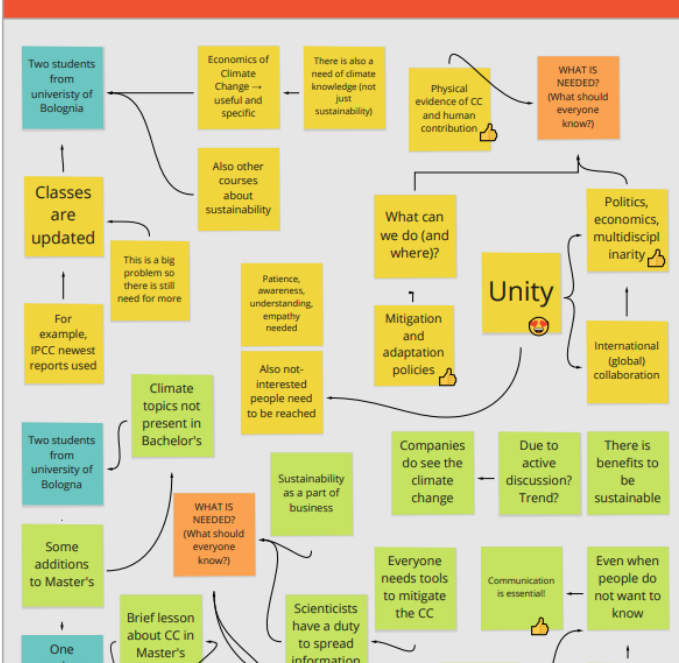 Two students
from
univeristy of
Bolognia
Economics of
Climate
Change →
useful and
specific
There is also a
need of climate
knowledge (not
just
sustainability)
Physical
evidence of CC
and human
contribution
WHAT IS
NEEDED?
(What should
everyone
know?)
Also other
courses
about
sustainability
Classes
are
updated
This is a big
problem so
there is still
need for more
For
example,
IPCC newest
reports used
What can
we do (and
where)?
Politics,
economics,
multidiscipl
inarity
Unity
Patience,
awareness,
understanding,
empathy
needed
Mitigation
and
adaptation
policies
International
(global)
collaboration
Also not-
interested
people need
to be reached
Climate
topics not
present in
Bachelor's
Two students
from
university of
Bologna
Companies
do see the
climate
change
Due to
active
discussion?
Trend?
There is
benefits to
be
sustainable
Sustainability
as a part of
business
WHAT IS
NEEDED?
(What should
everyone
know?)
Some
additions
to Master's
Everyone
needs tools
to mitigate
the CC
Communication
is essential!
Even when
people do
not want to
know
Brief lesson
about CC in
Master's
Scientists
have a duty
to spread
information
One